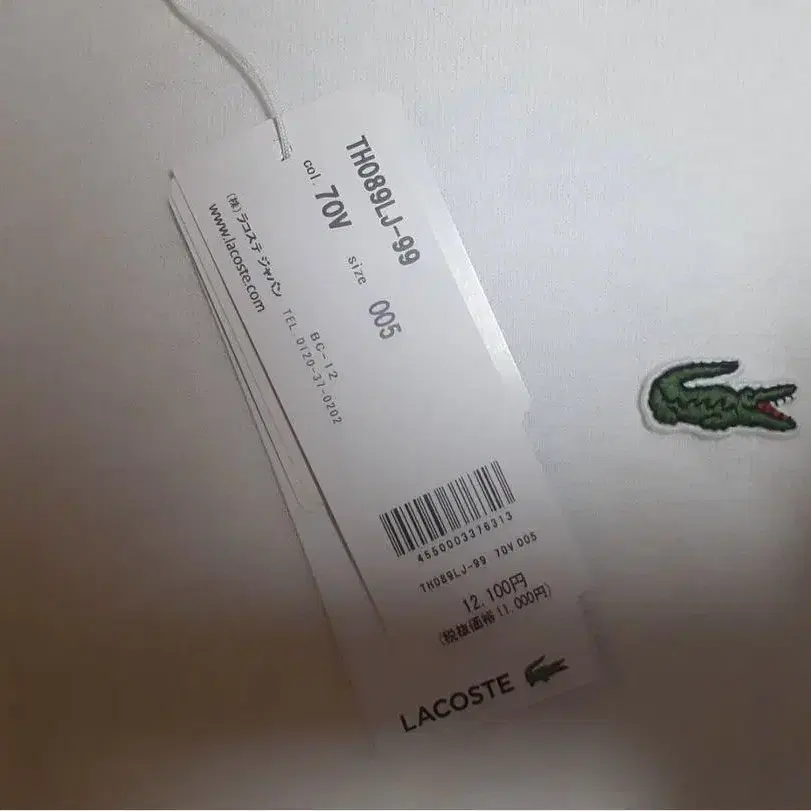 TH089LJ-99
col. 70V size 005
BC-12
(株)ラコステ ジャパン TEL.0120-37-0202
www.lacoste.com
4550003376313
TH089LJ-99 70V 005
12,100円
(税抜価格 11,000円)
LACOSTE